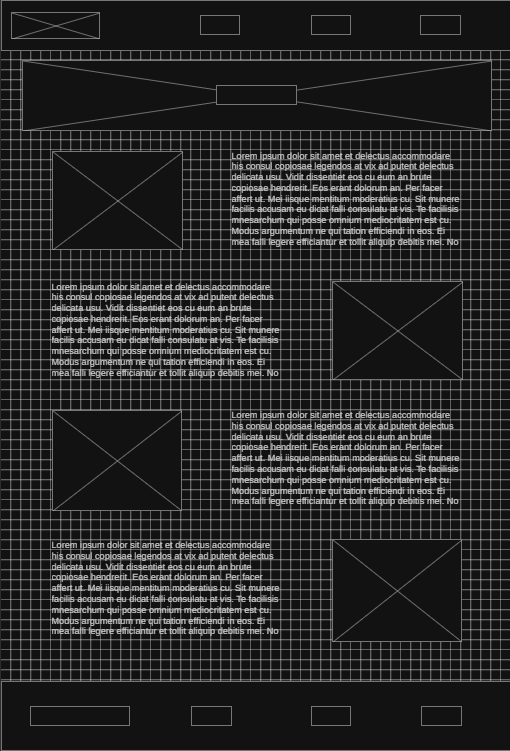 Lorem ipsum dolor sit amet et delectus accommodare
his consul copiosae legendos at vix ad putent delectus
delicata usu. Vidit dissentiet eos cu eum an brute
copiosae hendrerit. Eos erant dolorum an. Per facer
affert ut. Mei iisque mentitum moderatius cu. Sit munere
facilis accusam eu dicat falli consulatu at vis. Te facilisis
mnesarchum qui posse omnium mediocritatem est cu.
Modus argumentum ne qui tation efficiendi in eos. Ei
mea falli legere efficiantur et tollit aliquip debitis mei. No
Lorem ipsum dolor sit amet et delectus accommodare
his consul copiosae legendos at vix ad putent delectus
delicata usu. Vidit dissentiet eos cu eum an brute
copiosae hendrerit. Eos erant dolorum an. Per facer
affert ut. Mei iisque mentitum moderatius cu. Sit munere
facilis accusam eu dicat falli consulatu at vis. Te facilisis
mnesarchum qui posse omnium mediocritatem est cu.
Modus argumentum ne qui tation efficiendi in eos. Ei
mea falli legere efficiantur et tollit aliquip debitis mei. No
Lorem ipsum dolor sit amet et delectus accommodare
his consul copiosae legendos at vix ad putent delectus
delicata usu. Vidit dissentiet eos cu eum an brute
copiosae hendrerit. Eos erant dolorum an. Per facer
affert ut. Mei iisque mentitum moderatius cu. Sit munere
facilis accusam eu dicat falli consulatu at vis. Te facilisis
mnesarchum qui posse omnium mediocritatem est cu.
Modus argumentum ne qui tation efficiendi in eos. Ei
mea falli legere efficiantur et tollit aliquip debitis mei. No
Lorem ipsum dolor sit amet et delectus accommodare
his consul copiosae legendos at vix ad putent delectus
delicata usu. Vidit dissentiet eos cu eum an brute
copiosae hendrerit. Eos erant dolorum an. Per facer
affert ut. Mei iisque mentitum moderatius cu. Sit munere
facilis accusam eu dicat falli consulatu at vis. Te facilisis
mnesarchum qui posse omnium mediocritatem est cu.
Modus argumentum ne qui tation efficiendi in eos. Ei
mea falli legere efficiantur et tollit aliquip debitis mei. No